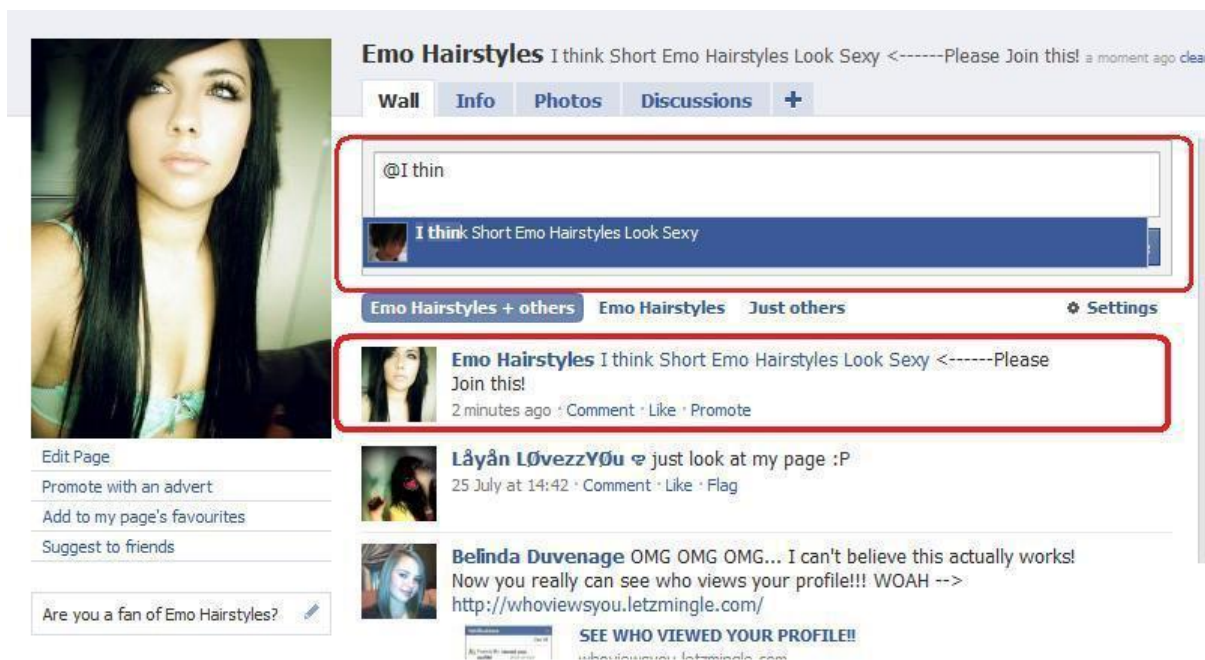 Emo Hairstyles I think Short Emo Hairstyles Look Sexy <------Please Join this! a moment ago clea
Wall Info Photos Discussions +
@I thin
I think Short Emo Hairstyles Look Sexy
Emo Hairstyles + others Emo Hairstyles Just others Settings
Emo Hairstyles I think Short Emo Hairstyles Look Sexy <------Please
Join this!
2 minutes ago · Comment · Like · Promote
Edit Page
Promote with an advert
Add to my page's favourites
Suggest to friends
Are you a fan of Emo Hairstyles?
Låyån LØvezzYØu just look at my page :P
25 July at 14:42 · Comment · Like · Flag
Belinda Duvenage OMG OMG OMG... I can't believe this actually works!
Now you really can see who views your profile!!! WOAH -->
http://whoviewsyou.letzmingle.com/
SEE WHO VIEWED YOUR PROFILE!!
whoviewsyou.letzmingle.com